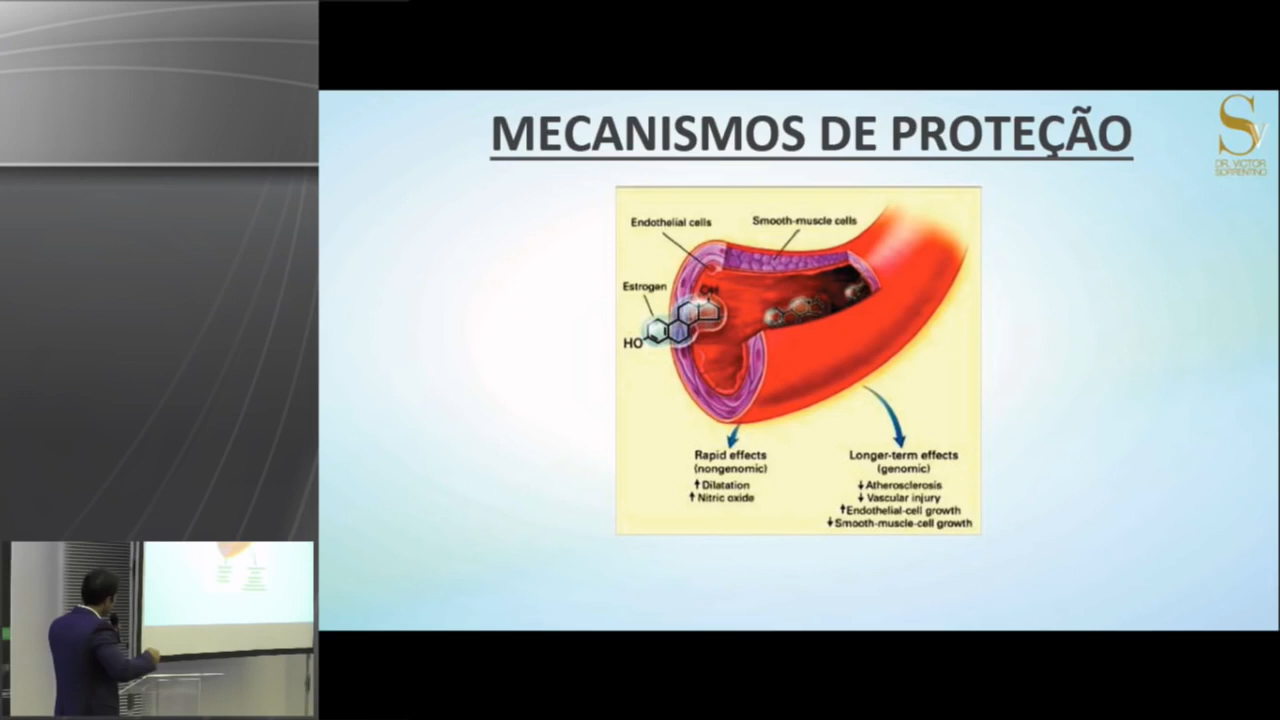 MECANISMOS DE PROTEÇÃO
Sv
DR. VICTOR
SORRENTINO
Endothelial cells
Smooth-muscle cells
Estrogen
OH
HO
Rapid effects
(nongenomic)
↑ Dilatation
↑ Nitric oxide
Longer-term effects
(genomic)
↓ Atherosclerosis
↓ Vascular injury
↑ Endothelial-cell growth
↓ Smooth-muscle-cell growth